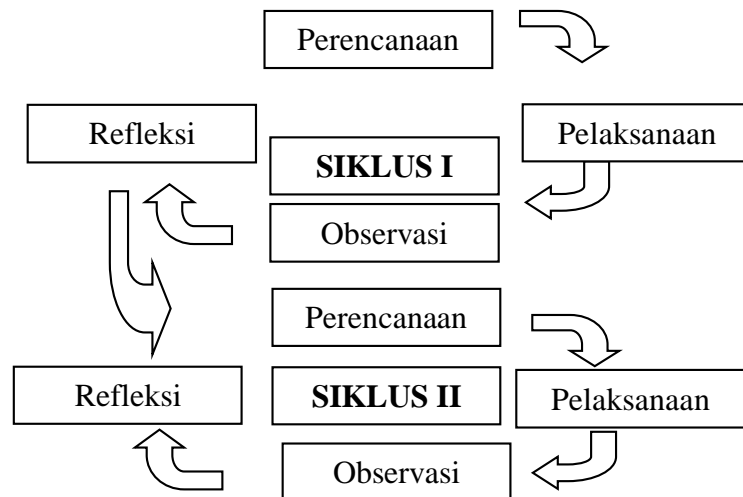 Perencanaan
Refleksi
Pelaksanaan
SIKLUS I
Observasi
Perencanaan
Refleksi
SIKLUS II
Pelaksanaan
Observasi